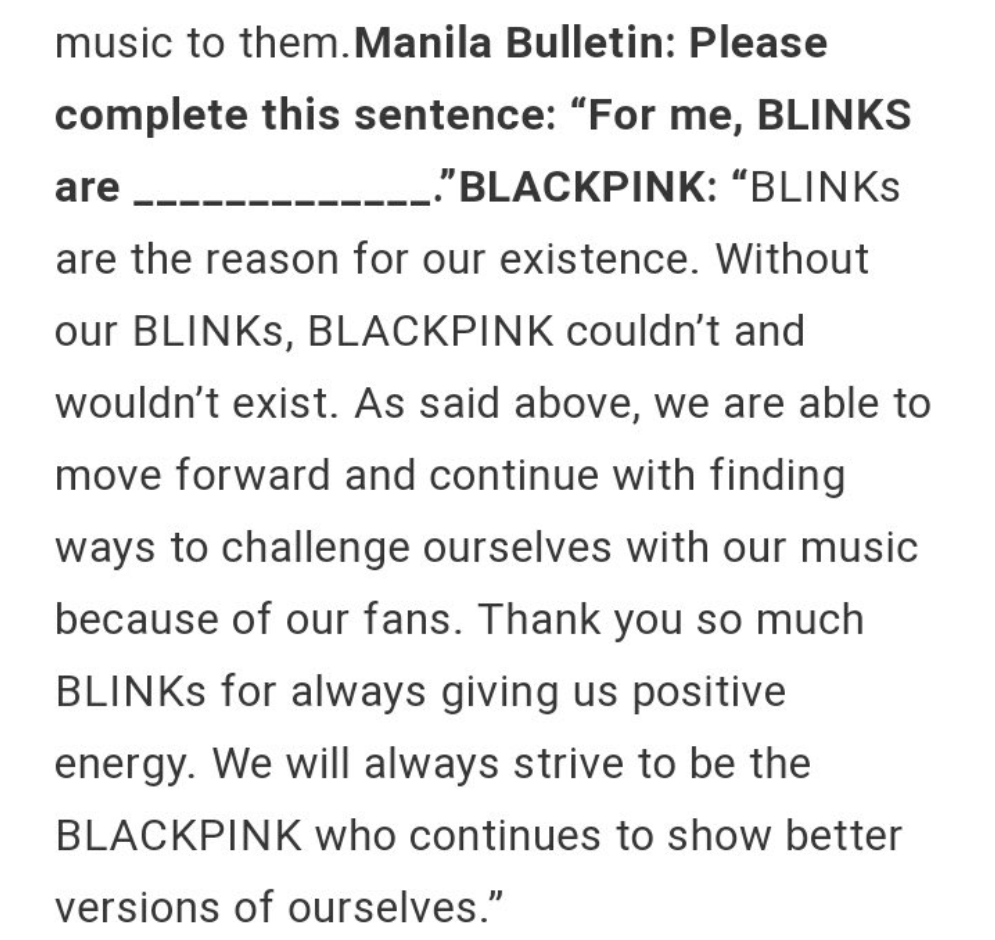 music to them.Manila Bulletin: Please
complete this sentence: “For me, BLINKS
are _____________.”BLACKPINK: “BLINKs
are the reason for our existence. Without
our BLINKs, BLACKPINK couldn’t and
wouldn’t exist. As said above, we are able to
move forward and continue with finding
ways to challenge ourselves with our music
because of our fans. Thank you so much
BLINKs for always giving us positive
energy. We will always strive to be the
BLACKPINK who continues to show better
versions of ourselves.”